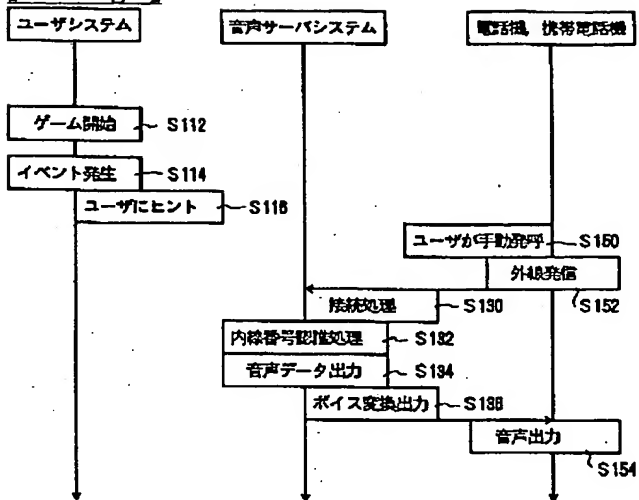 ユーザシステム
音声サーバシステム
電話機, 携帯電話機
ゲーム開始
S112
イベント発生
S114
ユーザにヒント
S116
ユーザが手動発呼
S150
外線発信
S152
接続処理
S130
内線番号認識処理
S132
音声データ出力
S134
ボイス変換出力
S136
音声出力
S154